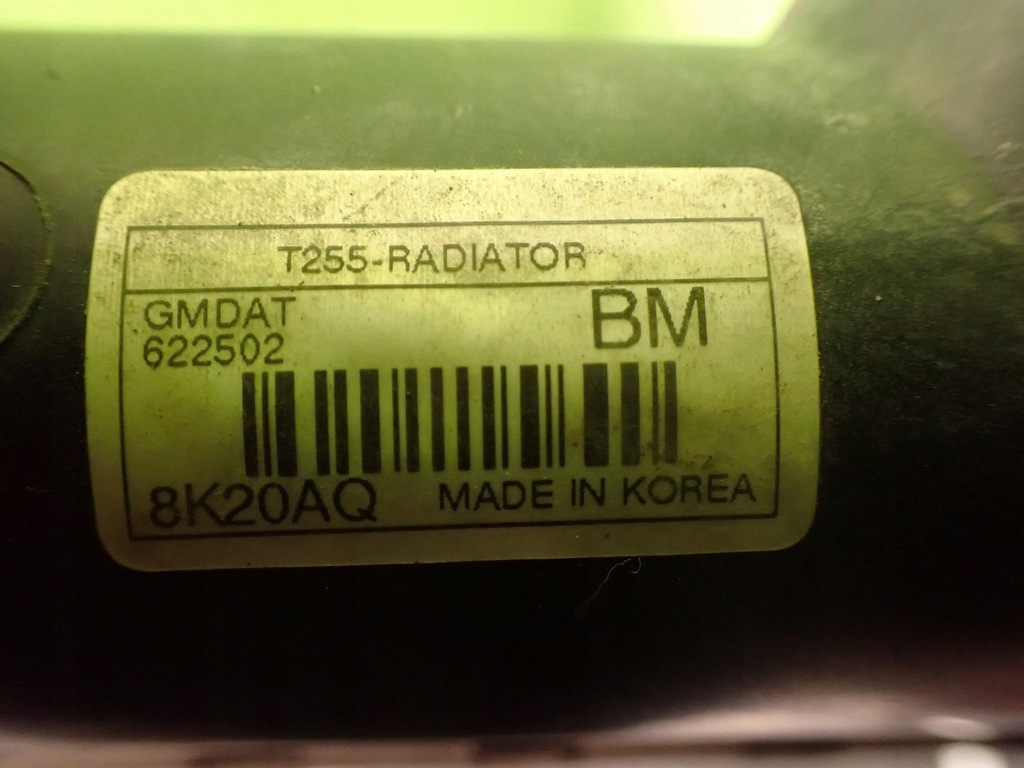 T255-RADIATOR
GMDAT
BM
622502
8K20AQ MADE IN KOREA